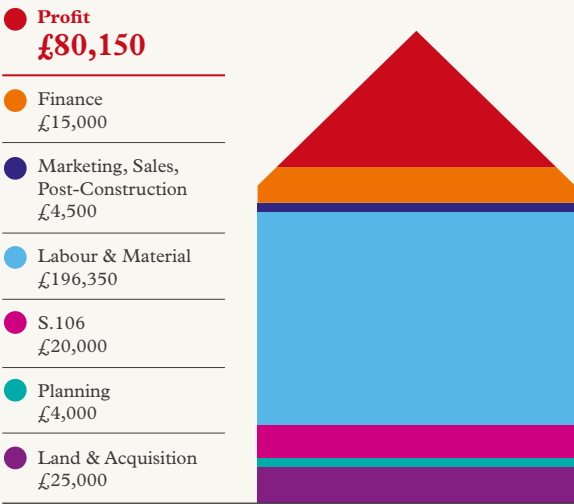 Profit
£80,150
Finance
£15,000
Marketing, Sales,
Post-Construction
£4,500
Labour & Material
£196,350
S.106
£20,000
Planning
£4,000
Land & Acquisition
£25,000